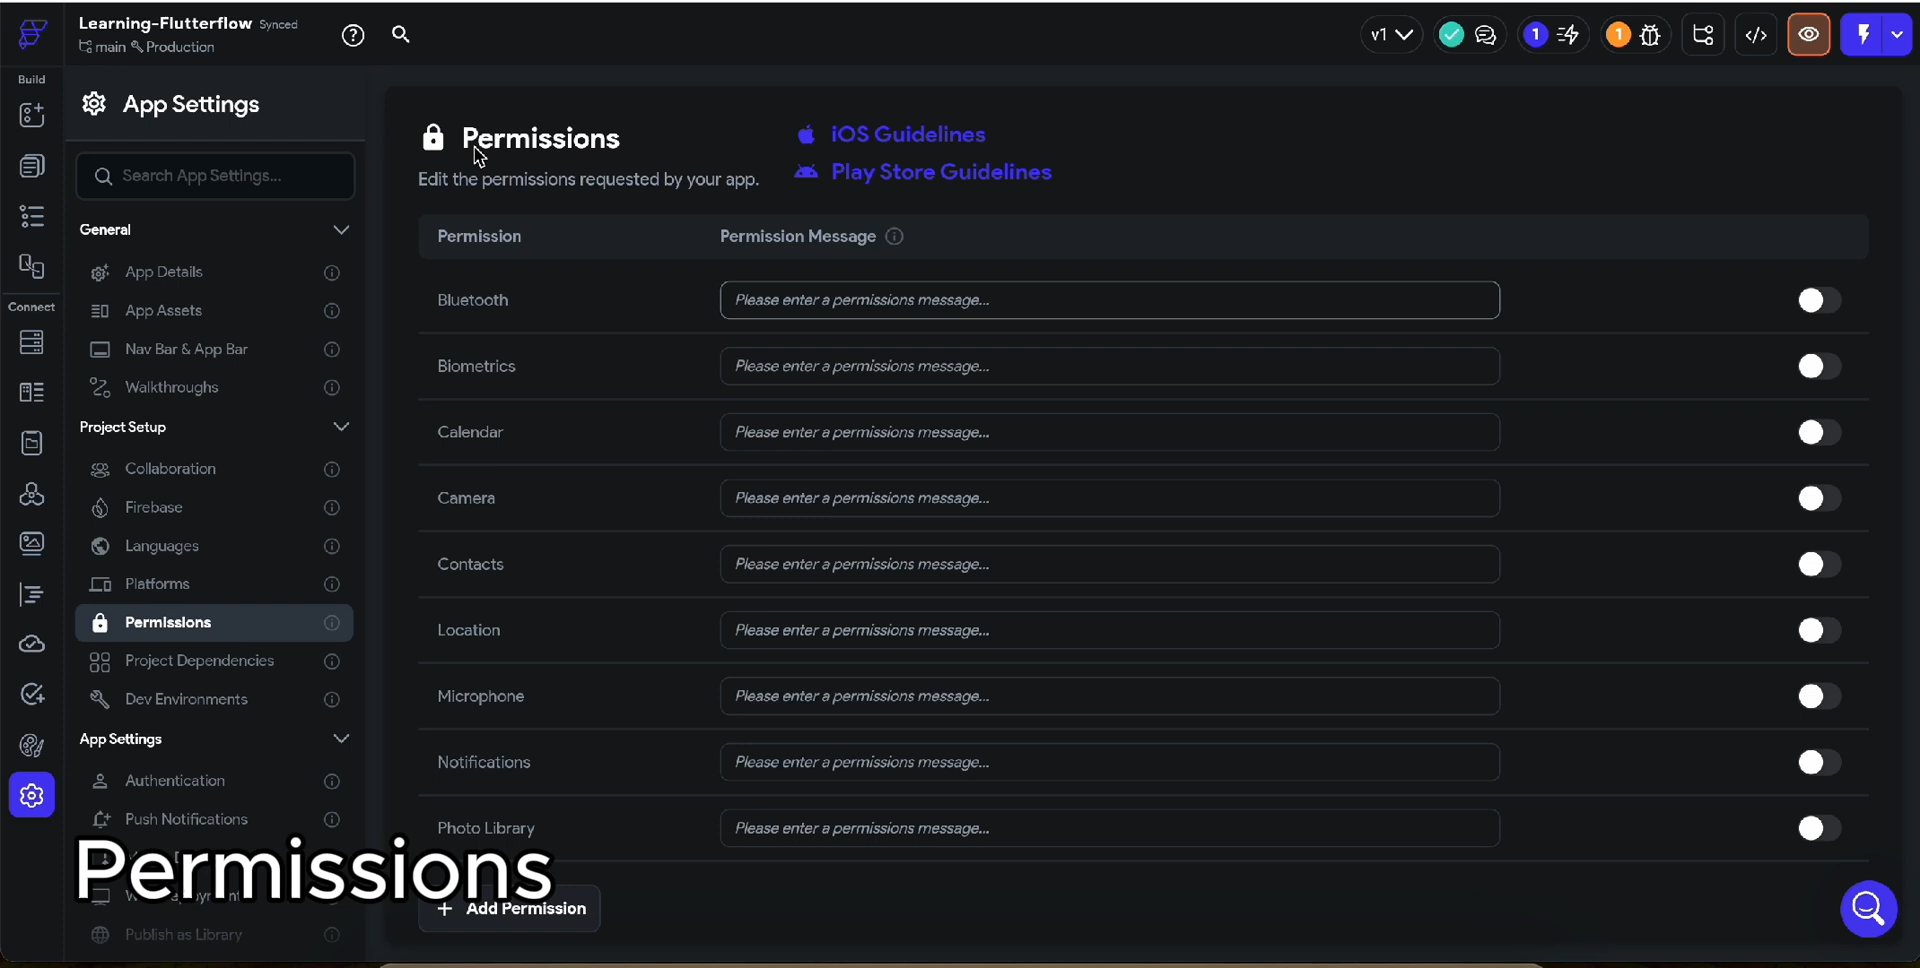 Learning-Flutterflow Synced
main Production
v1
1
1
Build
Connect
App Settings
Search App Settings...
General
App Details
App Assets
Nav Bar & App Bar
Walkthroughs
Project Setup
Collaboration
Firebase
Languages
Platforms
Permissions
Project Dependencies
Dev Environments
App Settings
Authentication
Push Notifications
Publish as Library
Permissions
Edit the permissions requested by your app.
iOS Guidelines
Play Store Guidelines
Permission Permission Message
Bluetooth Please enter a permissions message...
Biometrics Please enter a permissions message...
Calendar Please enter a permissions message...
Camera Please enter a permissions message...
Contacts Please enter a permissions message...
Location Please enter a permissions message...
Microphone Please enter a permissions message...
Notifications Please enter a permissions message...
Photo Library Please enter a permissions message...
Add Permission
Permissions